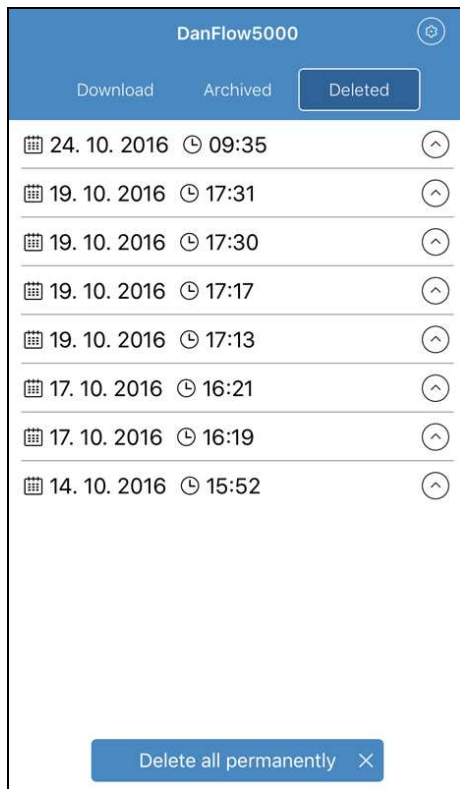 DanFlow5000
Download Archived Deleted
24. 10. 2016 09:35
19. 10. 2016 17:31
19. 10. 2016 17:30
19. 10. 2016 17:17
19. 10. 2016 17:13
17. 10. 2016 16:21
17. 10. 2016 16:19
14. 10. 2016 15:52
Delete all permanently